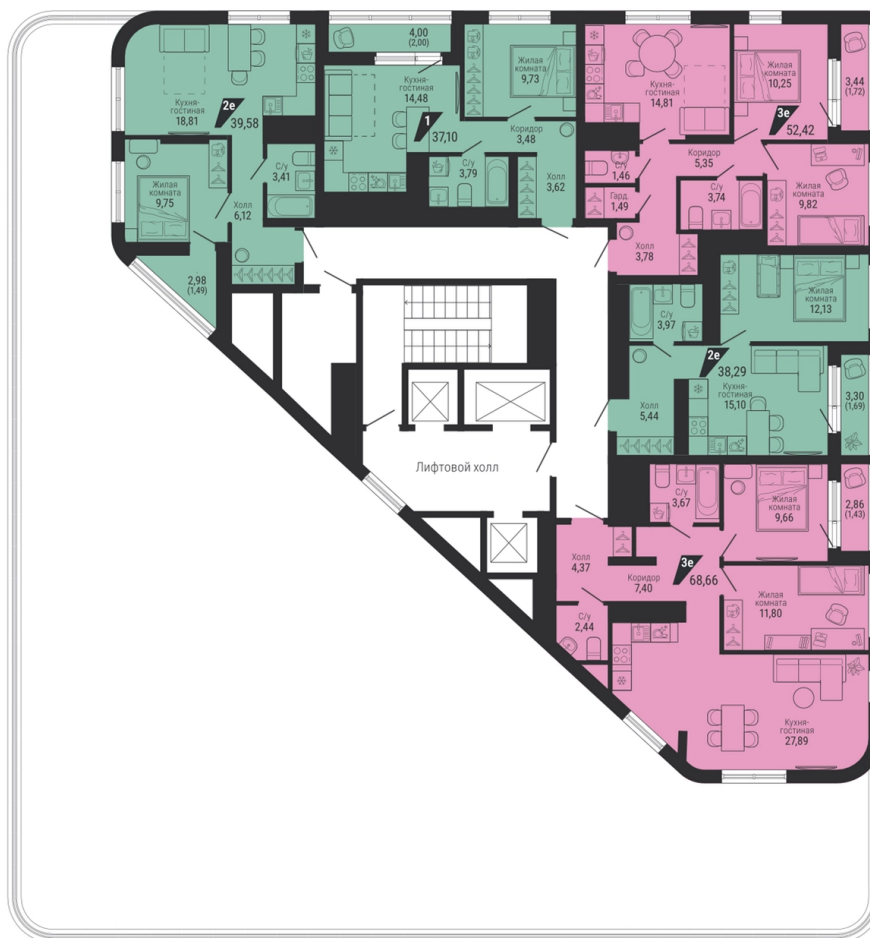 4,00
(2,00)
Кухня-
гостиная
18,81
2е
39,58
С/у
3,41
Жилая
комната
9,75
Холл
6,12
2,98
(1,49)
Кухня-
гостиная
14,48
1
37,10
Жилая
комната
9,73
Коридор
3,48
С/у
3,79
Холл
3,62
Кухня-
гостиная
14,81
Жилая
комната
10,25
3,44
(1,72)
3е
52,42
Коридор
5,35
С/у
1,46
Гард.
1,49
С/у
3,74
Жилая
комната
9,82
Холл
3,78
С/у
3,97
Жилая
комната
12,13
2е
38,29
Кухня-
гостиная
15,10
Холл
5,44
3,30
(1,69)
Лифтовой холл
С/у
3,67
Жилая
комната
9,66
2,86
(1,43)
Холл
4,37
Коридор
7,40
3е
68,66
Жилая
комната
11,80
С/у
2,44
Кухня-
гостиная
27,89